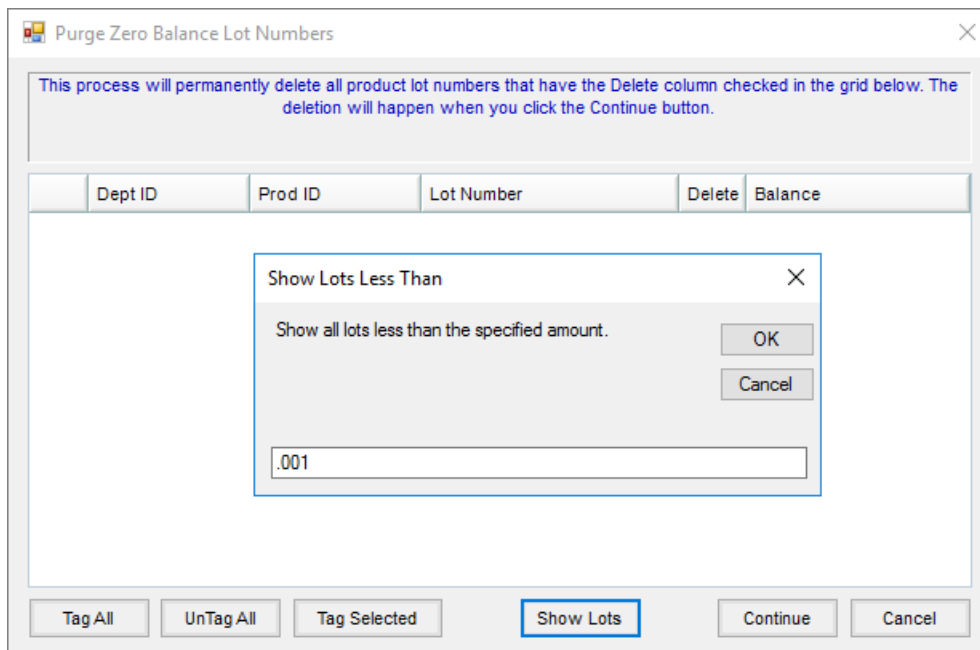 Purge Zero Balance Lot Numbers
This process will permanently delete all product lot numbers that have the Delete column checked in the grid below. The
deletion will happen when you click the Continue button.
Dept ID Prod ID Lot Number Delete Balance
Show Lots Less Than
Show all lots less than the specified amount.
OK
Cancel
.001
Tag All UnTag All Tag Selected Show Lots Continue Cancel